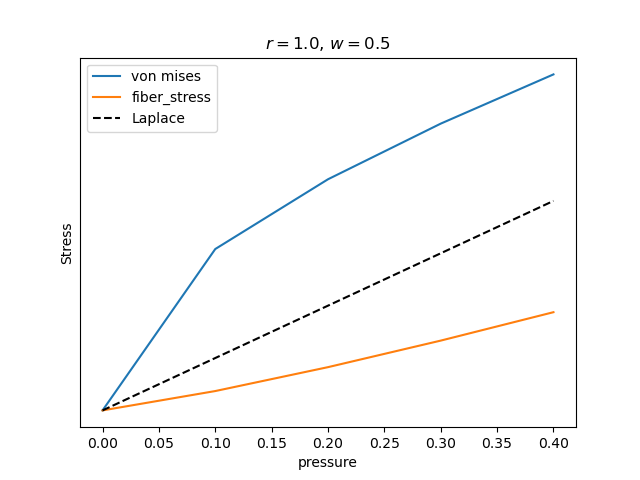 r = 1.0, w = 0.5
von mises
fiber_stress
Laplace
Stress
0.00 0.05 0.10 0.15 0.20 0.25 0.30 0.35 0.40
pressure